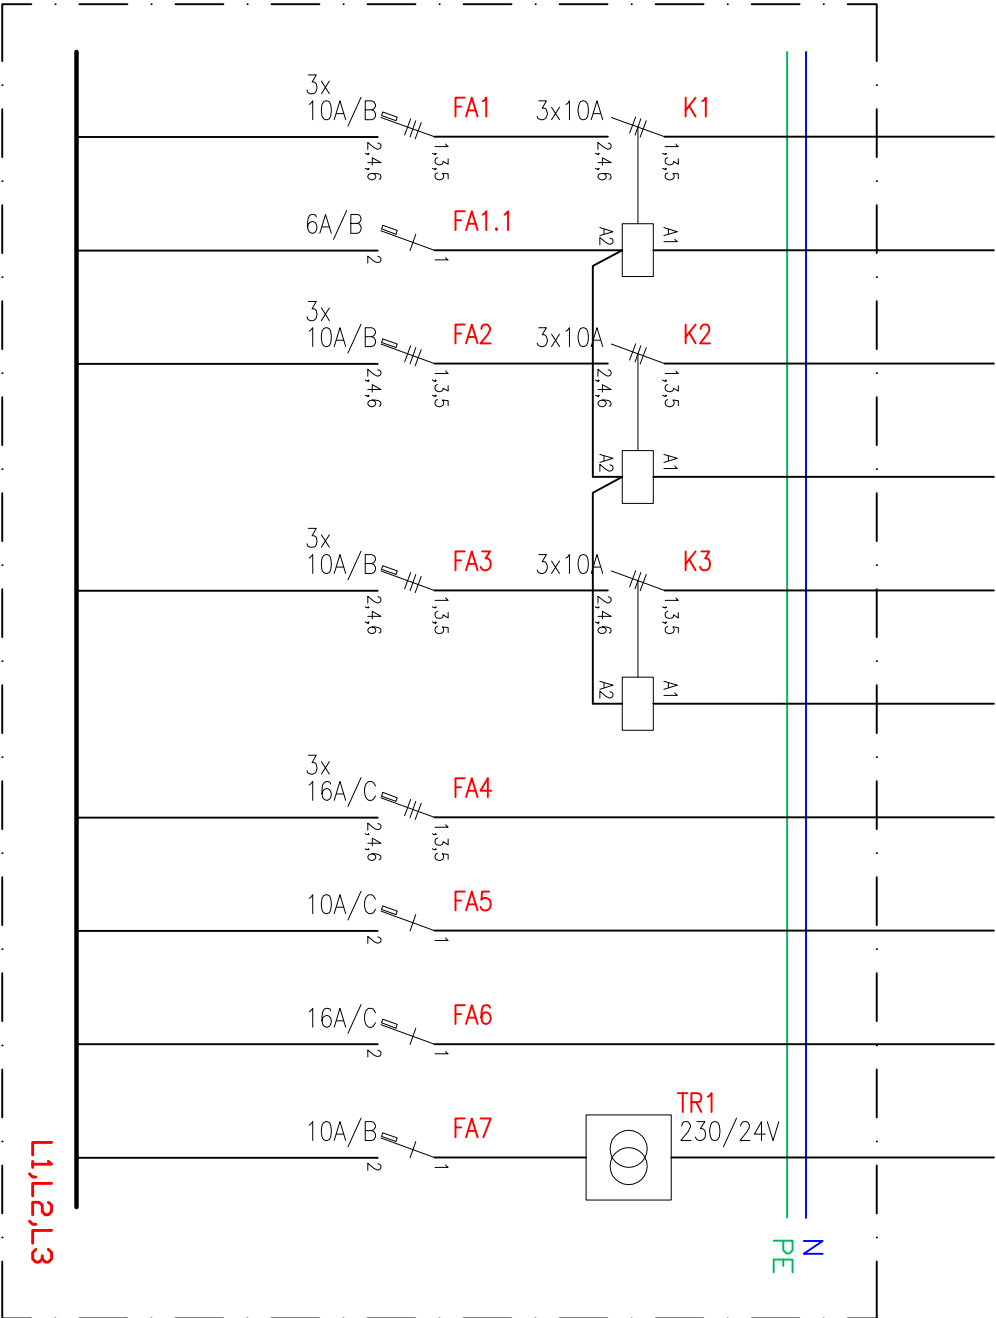 3x
10A/B
FA1
3x10A
K1
2,4,6
1,3,5
2,4,6
1,3,5
6A/B
FA1.1
2
1
A2
A1
3x
10A/B
FA2
3x10A
K2
2,4,6
1,3,5
2,4,6
1,3,5
A2
A1
3x
10A/B
FA3
3x10A
K3
2,4,6
1,3,5
2,4,6
1,3,5
A2
A1
3x
16A/C
FA4
2,4,6
1,3,5
10A/C
FA5
2
1
16A/C
FA6
2
1
10A/B
FA7
2
1
TR1
230/24V
L1,L2,L3
PE
N